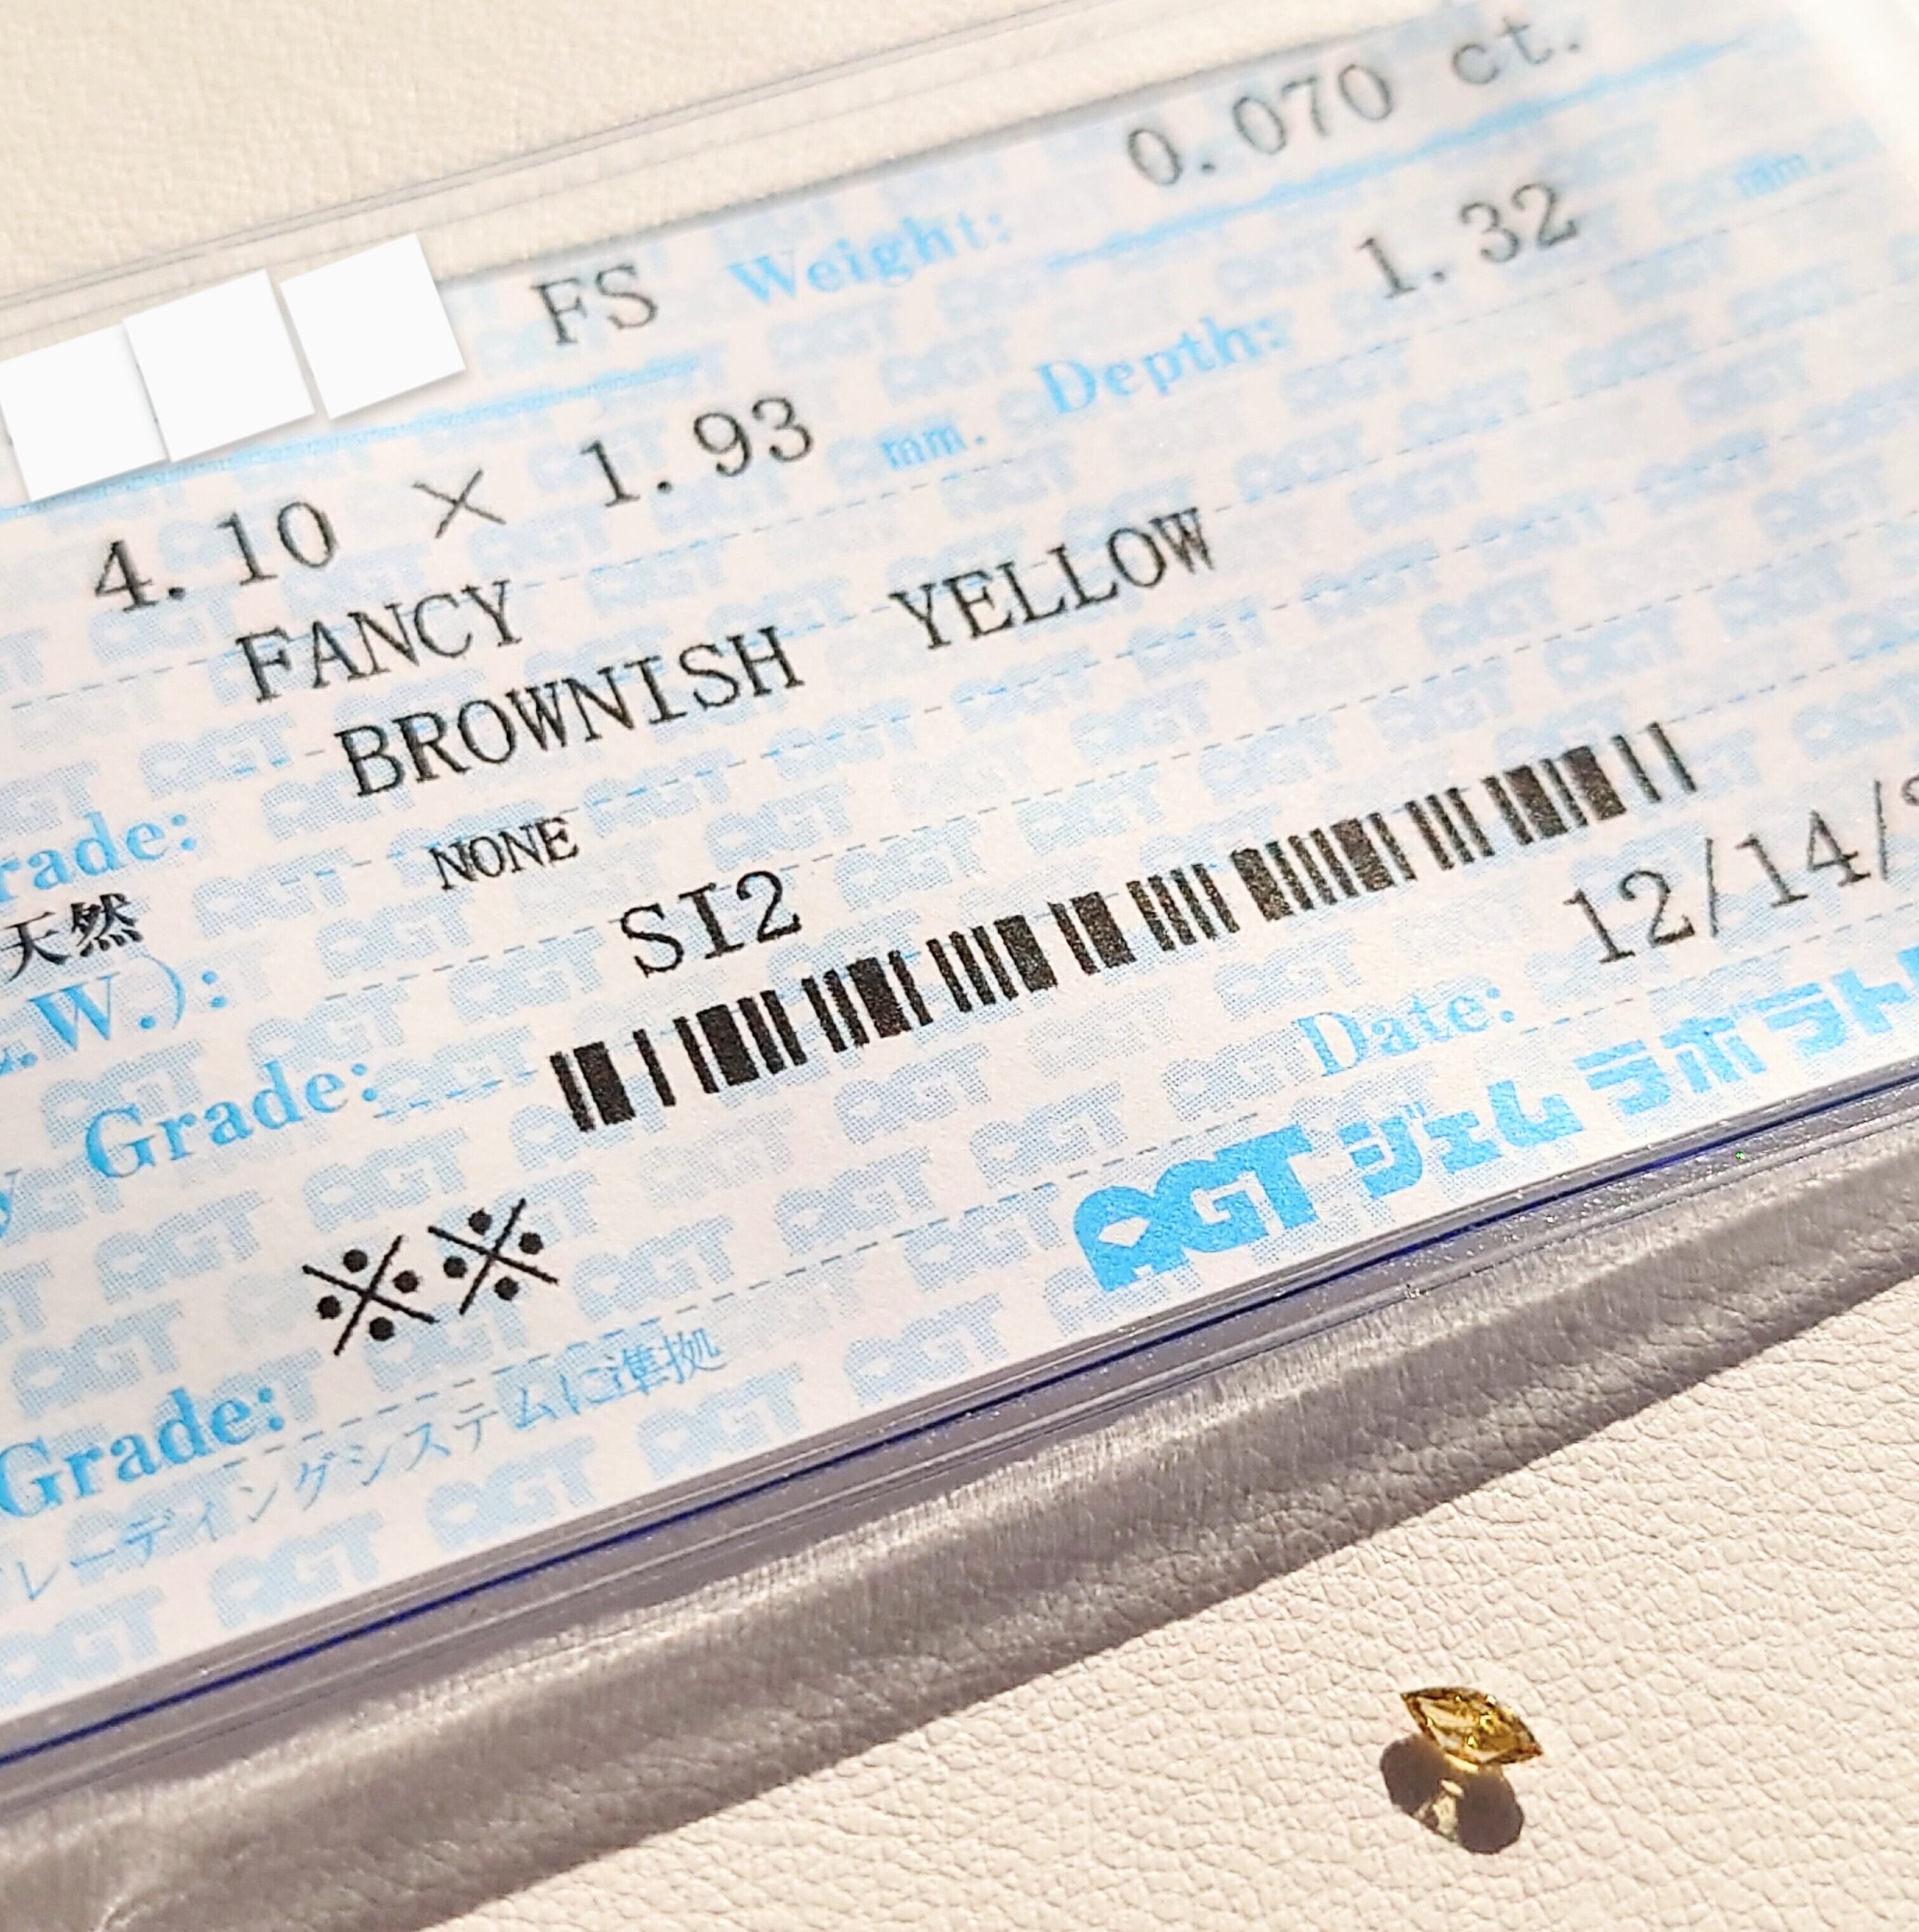 FS Weight: 0.070 ct.
4.10 × 1.93 mm. Depth: 1.32 mm.
FANCY
BROWNISH YELLOW
rade:
天然 NONE
.W.): SI2
Grade:
Date: 12/14/
※※ AGT ジェム ラボラト
Grade:
レーディングシステムに準拠